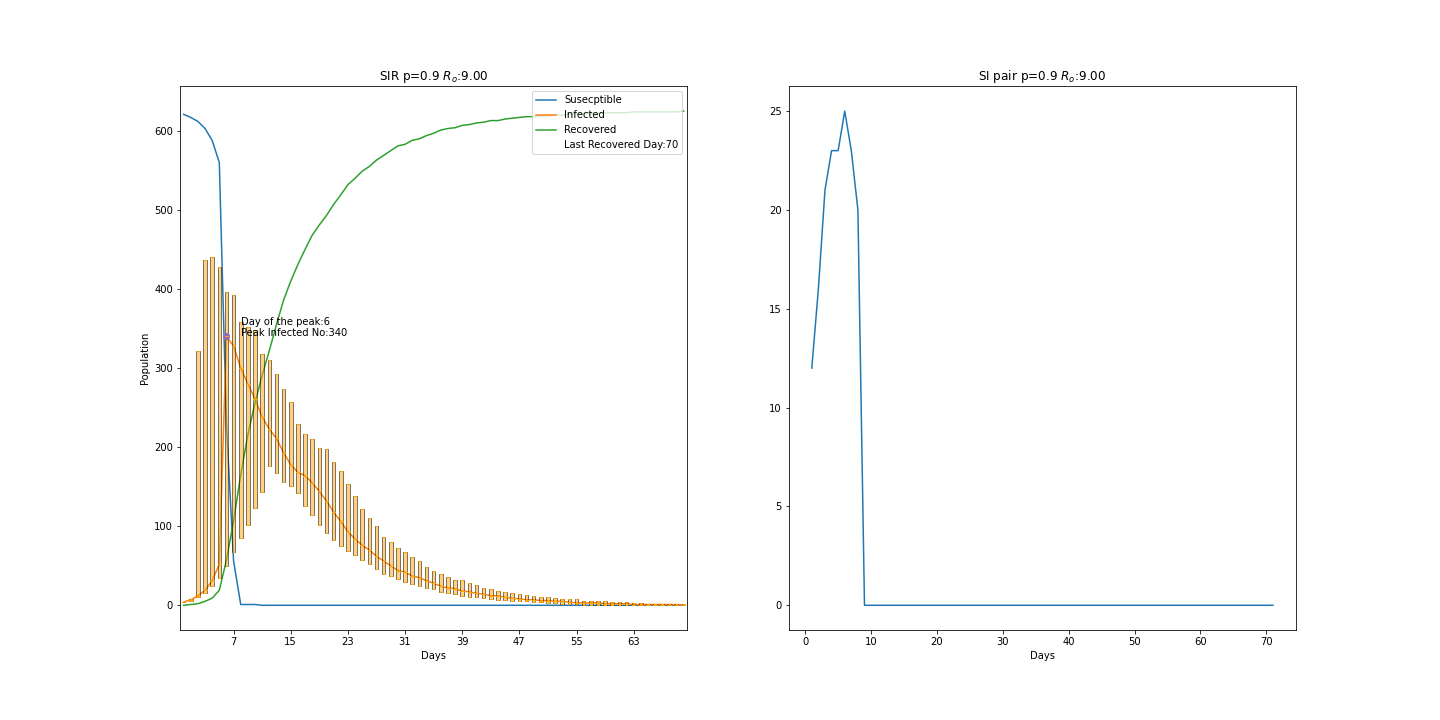 SIR p=0.9 Rₒ:9.00
Susecptible
Infected
Recovered
Last Recovered Day:70
Day of the peak:6
Peak Infected No:340
Population
600
500
400
300
200
100
0
7 15 23 31 39 47 55 63
Days
SI pair p=0.9 Rₒ:9.00
25
20
15
10
5
0
0 10 20 30 40 50 60 70
Days